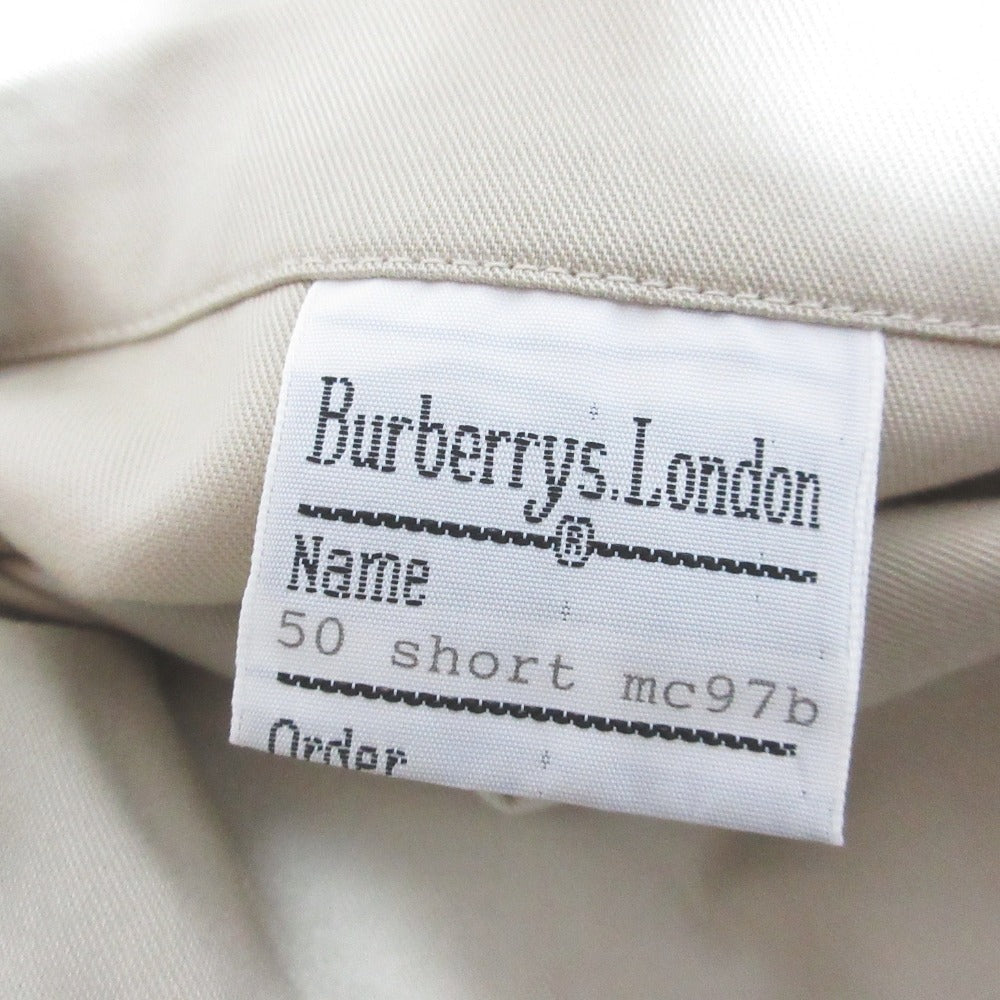 Burberrys.London
®
Name
50 short mc97b
Order